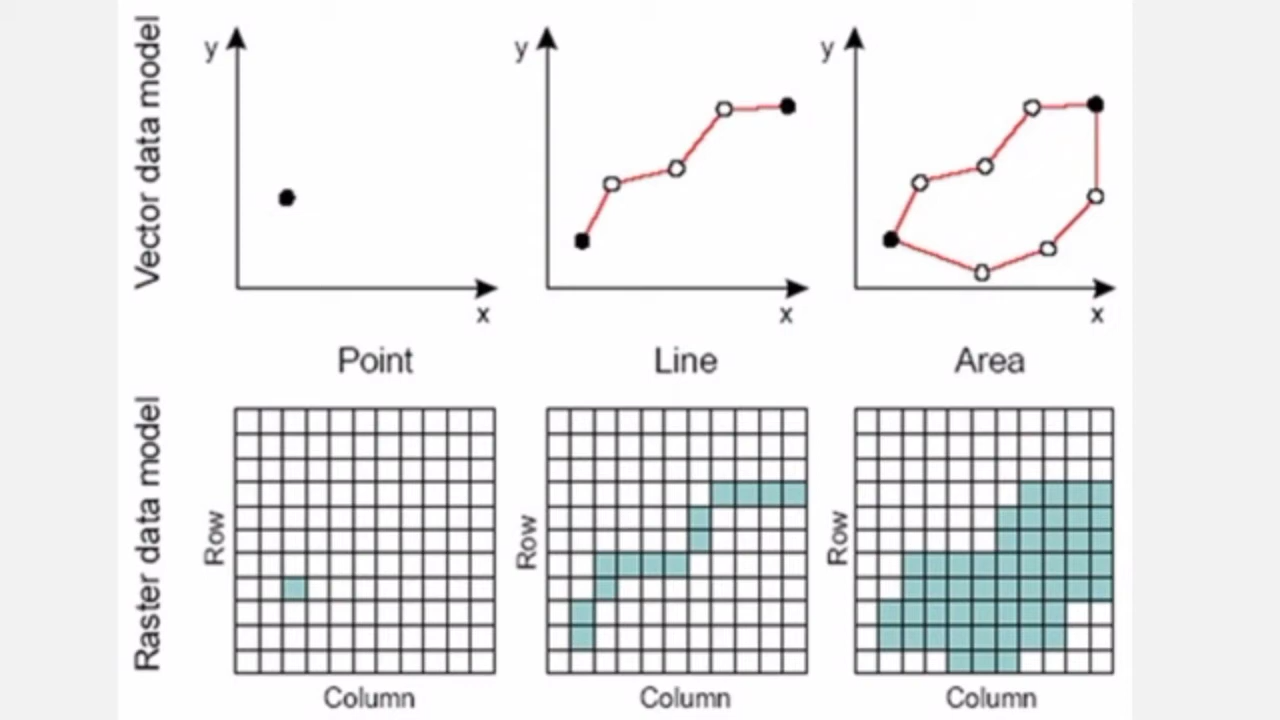 Vector data model
y
x
y
x
y
x
Point
Line
Area
Raster data model
Row
Column
Row
Column
Row
Column